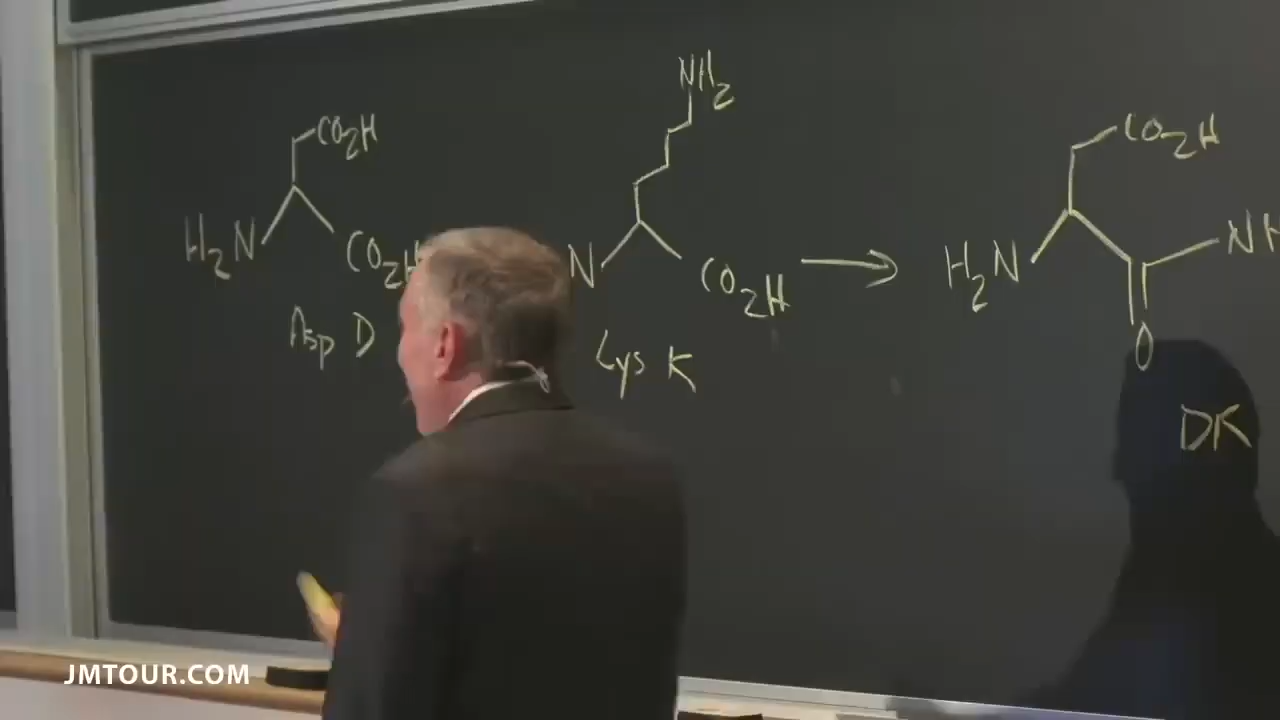 NH2
CO2H
CO2H
H2N
CO2H
N
CO2H
H2N
NH
O
Asp D
Lys K
DK
JMTOUR.COM